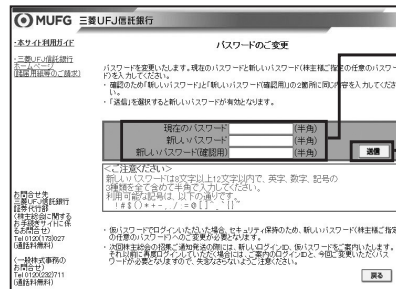 MUFG 三菱UFJ信託銀行
・本サイト利用ガイド
・三菱UFJ信託銀行
ホームページ
(諸届用紙等のご請求)
お問合せ先
三菱UFJ信託銀行
証券代行部
(株主総会に関する
お手続きサイトに係
るお問合せ)
Tel 0120(173)027
(通話料無料)
(一般株式事務の
お問合せ)
Tel 0120(232)711
(通話料無料)
パスワードのご変更
パスワードを変更いたします。現在のパスワードと新しいパスワード(株主様ご指定の任意のパスワー
ド)を入力してください。
・ 確認のため「新しいパスワード」と「新しいパスワード(確認用)」の2箇所に同じ内容を入力してくださ
い。
・ 「送信」を選択すると新しいパスワードが有効となります。
現在のパスワード (半角)
新しいパスワード (半角)
新しいパスワード(確認用) (半角)
送信
<ご注意ください>
新しいパスワードは8文字以上12文字以内で、英字、数字、記号の
3種類を全て含めて半角で入力してください。
利用可能な記号は、以下の通りです。
・ 仮パスワードでログインいただいた場合、セキュリティ保持のため、新しいパスワード(株主様ご指定
の任意のパスワード)へのご変更が必要となります。
・ 次回株主総会の招集ご通知発送の際には、新しいログインID、仮パスワードをご案内いたします。
それ以前に再度ログインしていただく場合には、ご案内のログインIDと、今回ご変更いただくパス
ワードが必要となりますので、失念なさらないようご注意ください。
戻る